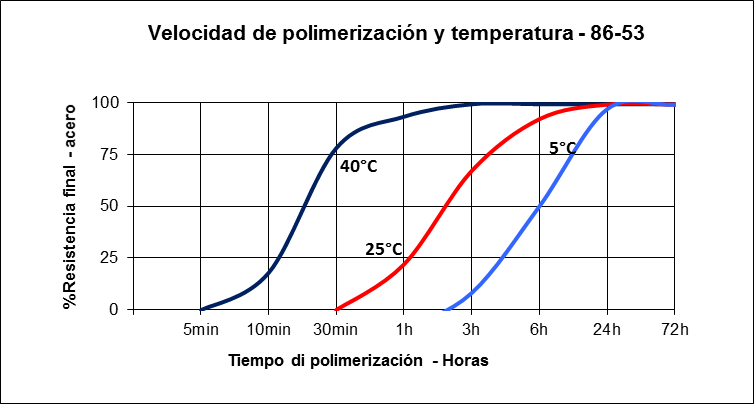 Velocidad de polimerización y temperatura - 86-53
%Resistencia final - acero
100
75
50
25
0
40°C
25°C
5°C
5min 10min 30min 1h 3h 6h 24h 72h
Tiempo di polimerización - Horas